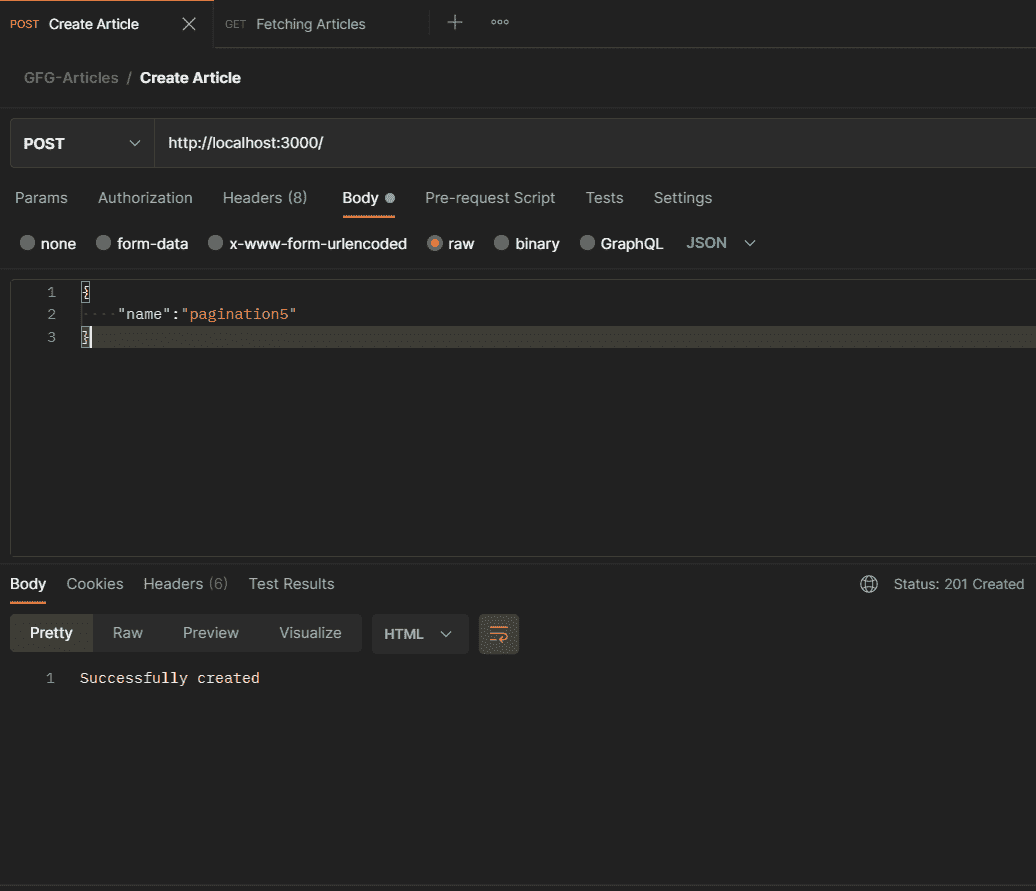 POST Create Article GET Fetching Articles
GFG-Articles / Create Article
POST http://localhost:3000/
Params Authorization Headers (8) Body Pre-request Script Tests Settings
none form-data x-www-form-urlencoded raw binary GraphQL JSON
1 {
2 ····"name":"pagination5"
3 }
Body Cookies Headers (6) Test Results Status: 201 Created
Pretty Raw Preview Visualize HTML
1 Successfully created